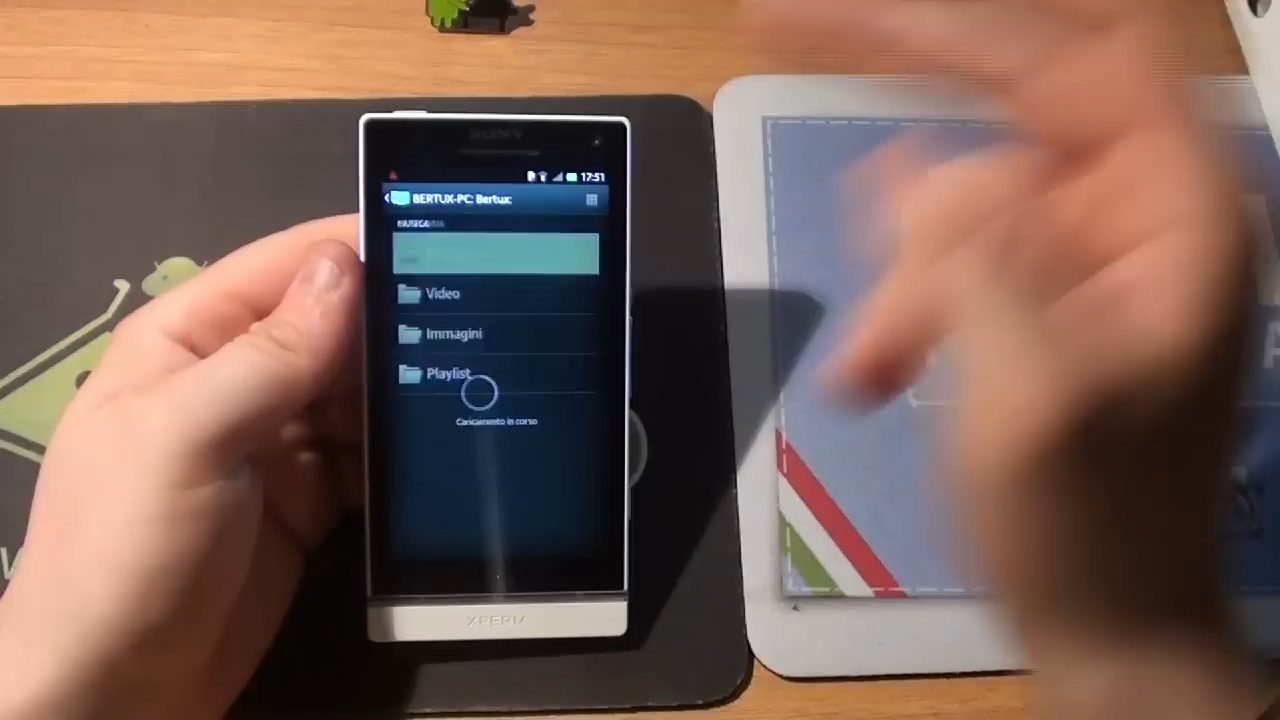 SONY
17:51
BERTUX-PC: Bertux:
Video
Immagini
Playlist
Caricamento in corso
XPERIA